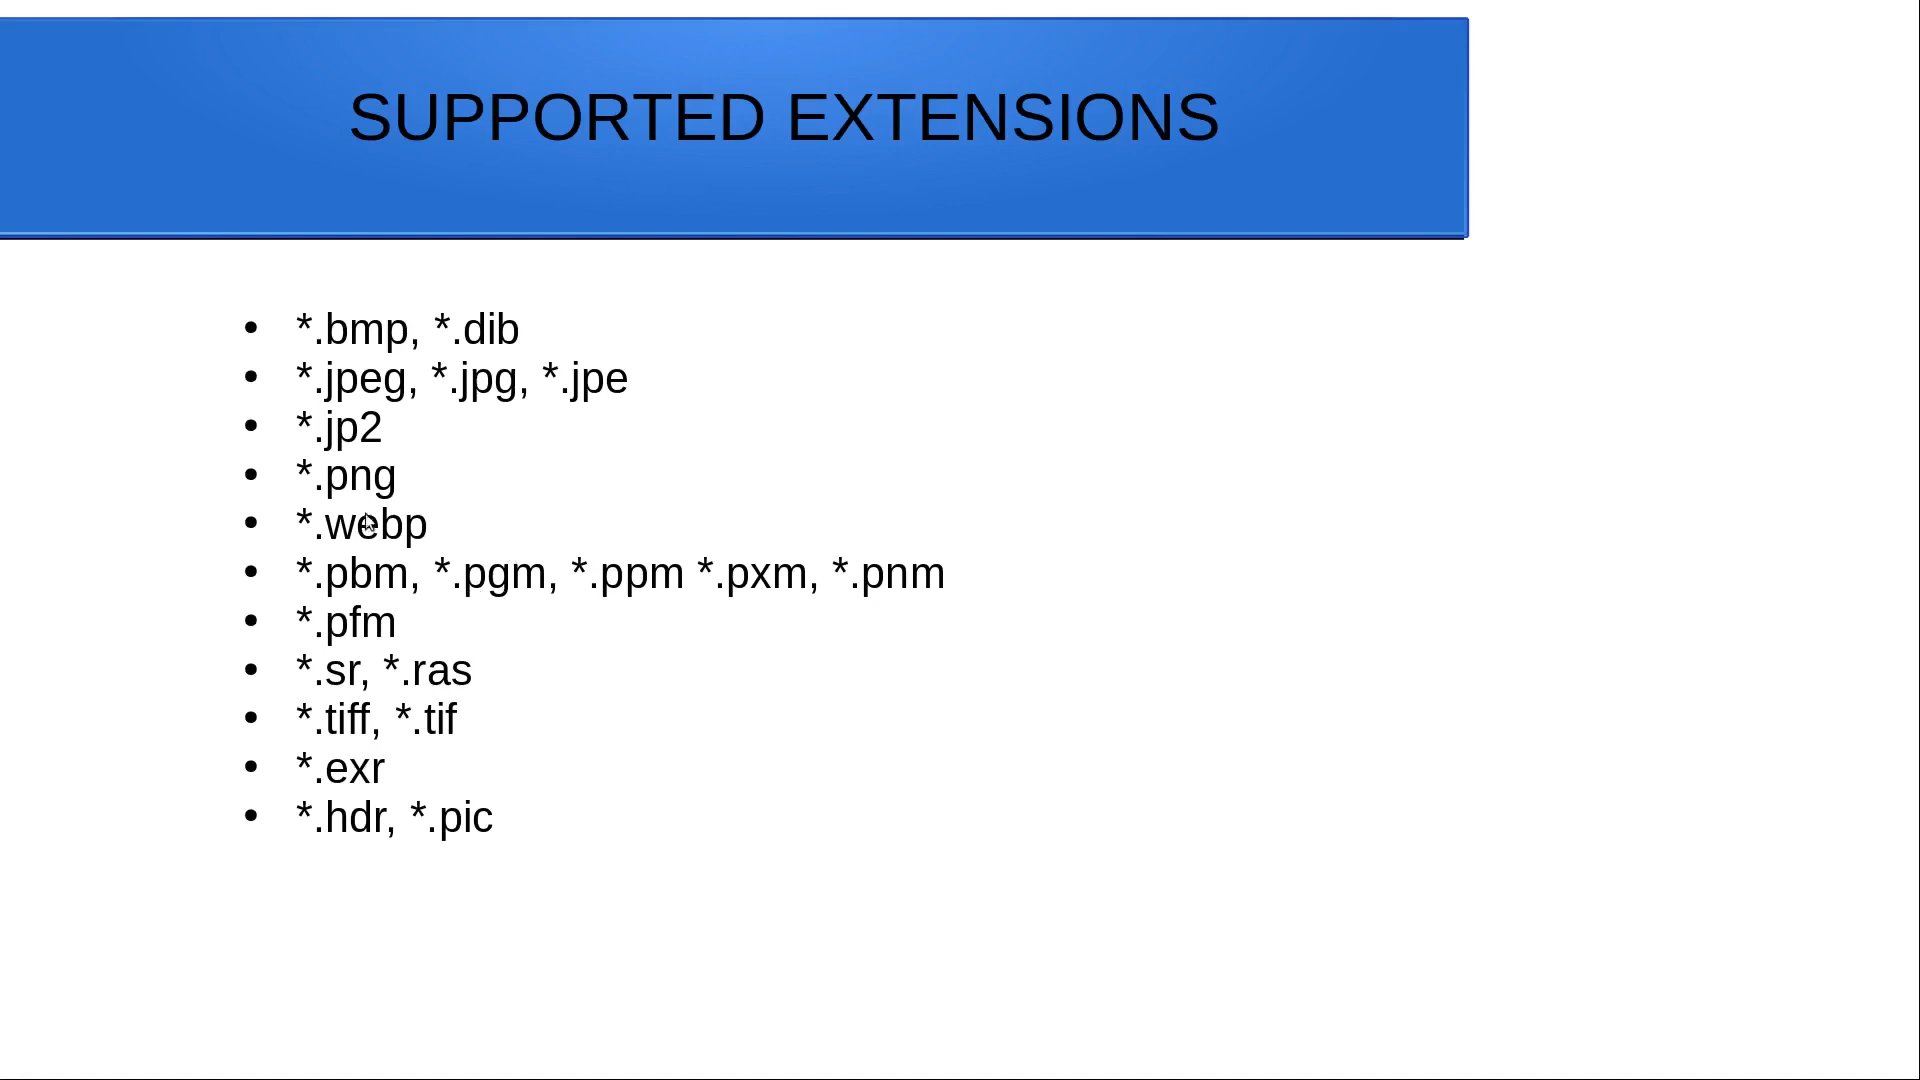 SUPPORTED EXTENSIONS
• *.bmp, *.dib
• *.jpeg, *.jpg, *.jpe
• *.jp2
• *.png
• *.webp
• *.pbm, *.pgm, *.ppm *.pxm, *.pnm
• *.pfm
• *.sr, *.ras
• *.tiff, *.tif
• *.exr
• *.hdr, *.pic